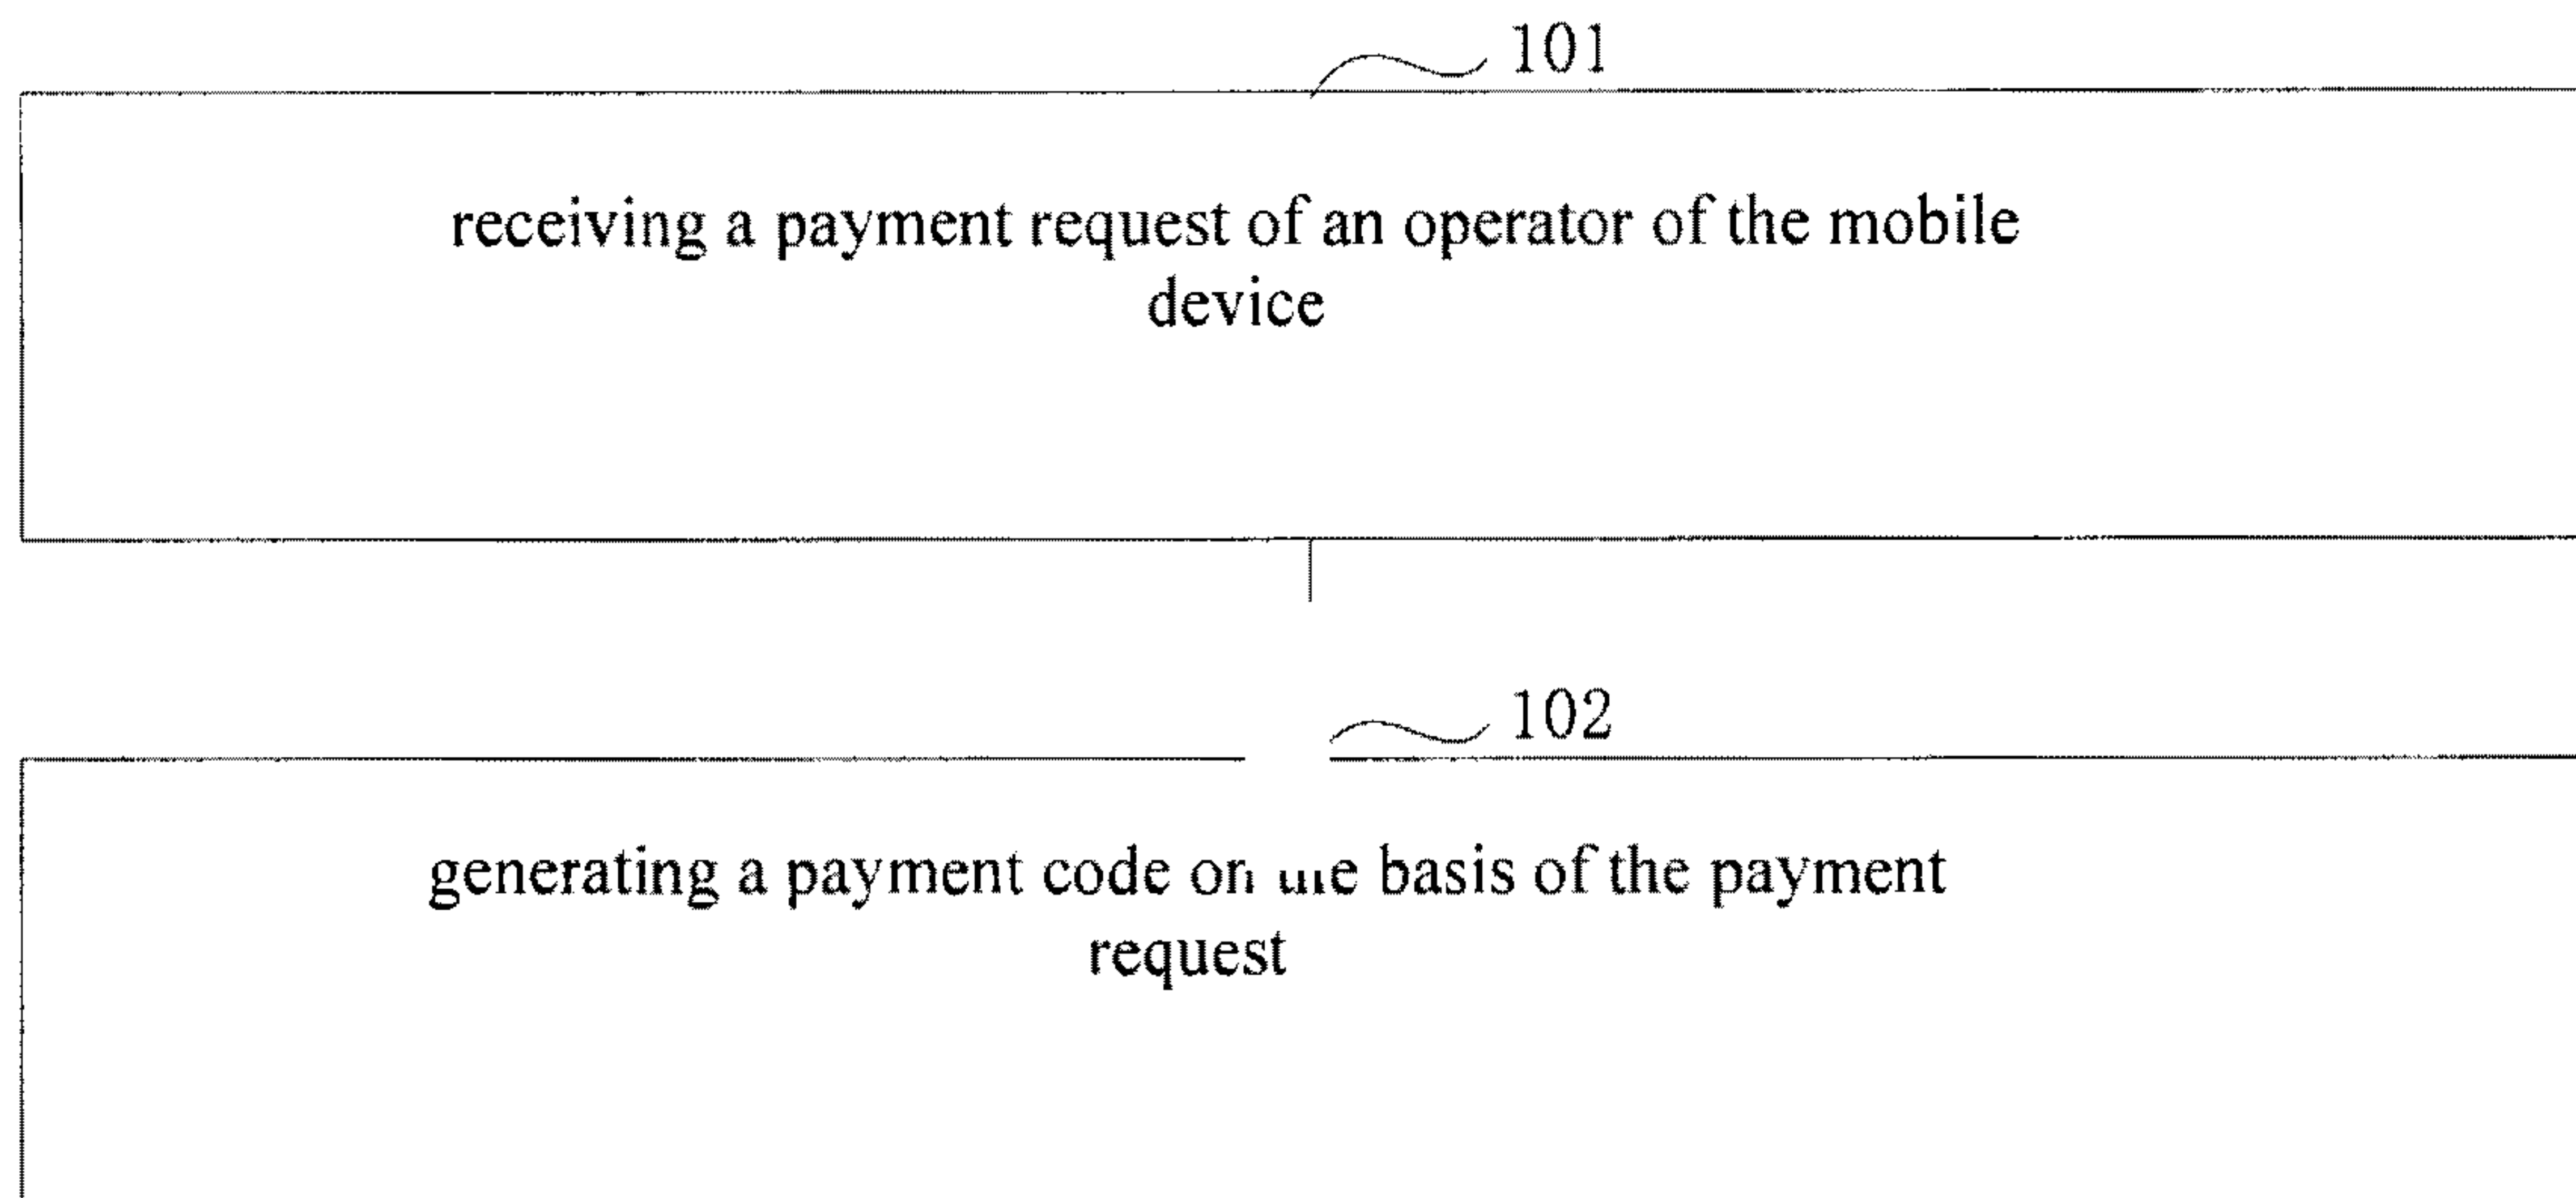 101
receiving a payment request of an operator of the mobile
device
102
generating a payment code on the basis of the payment
request